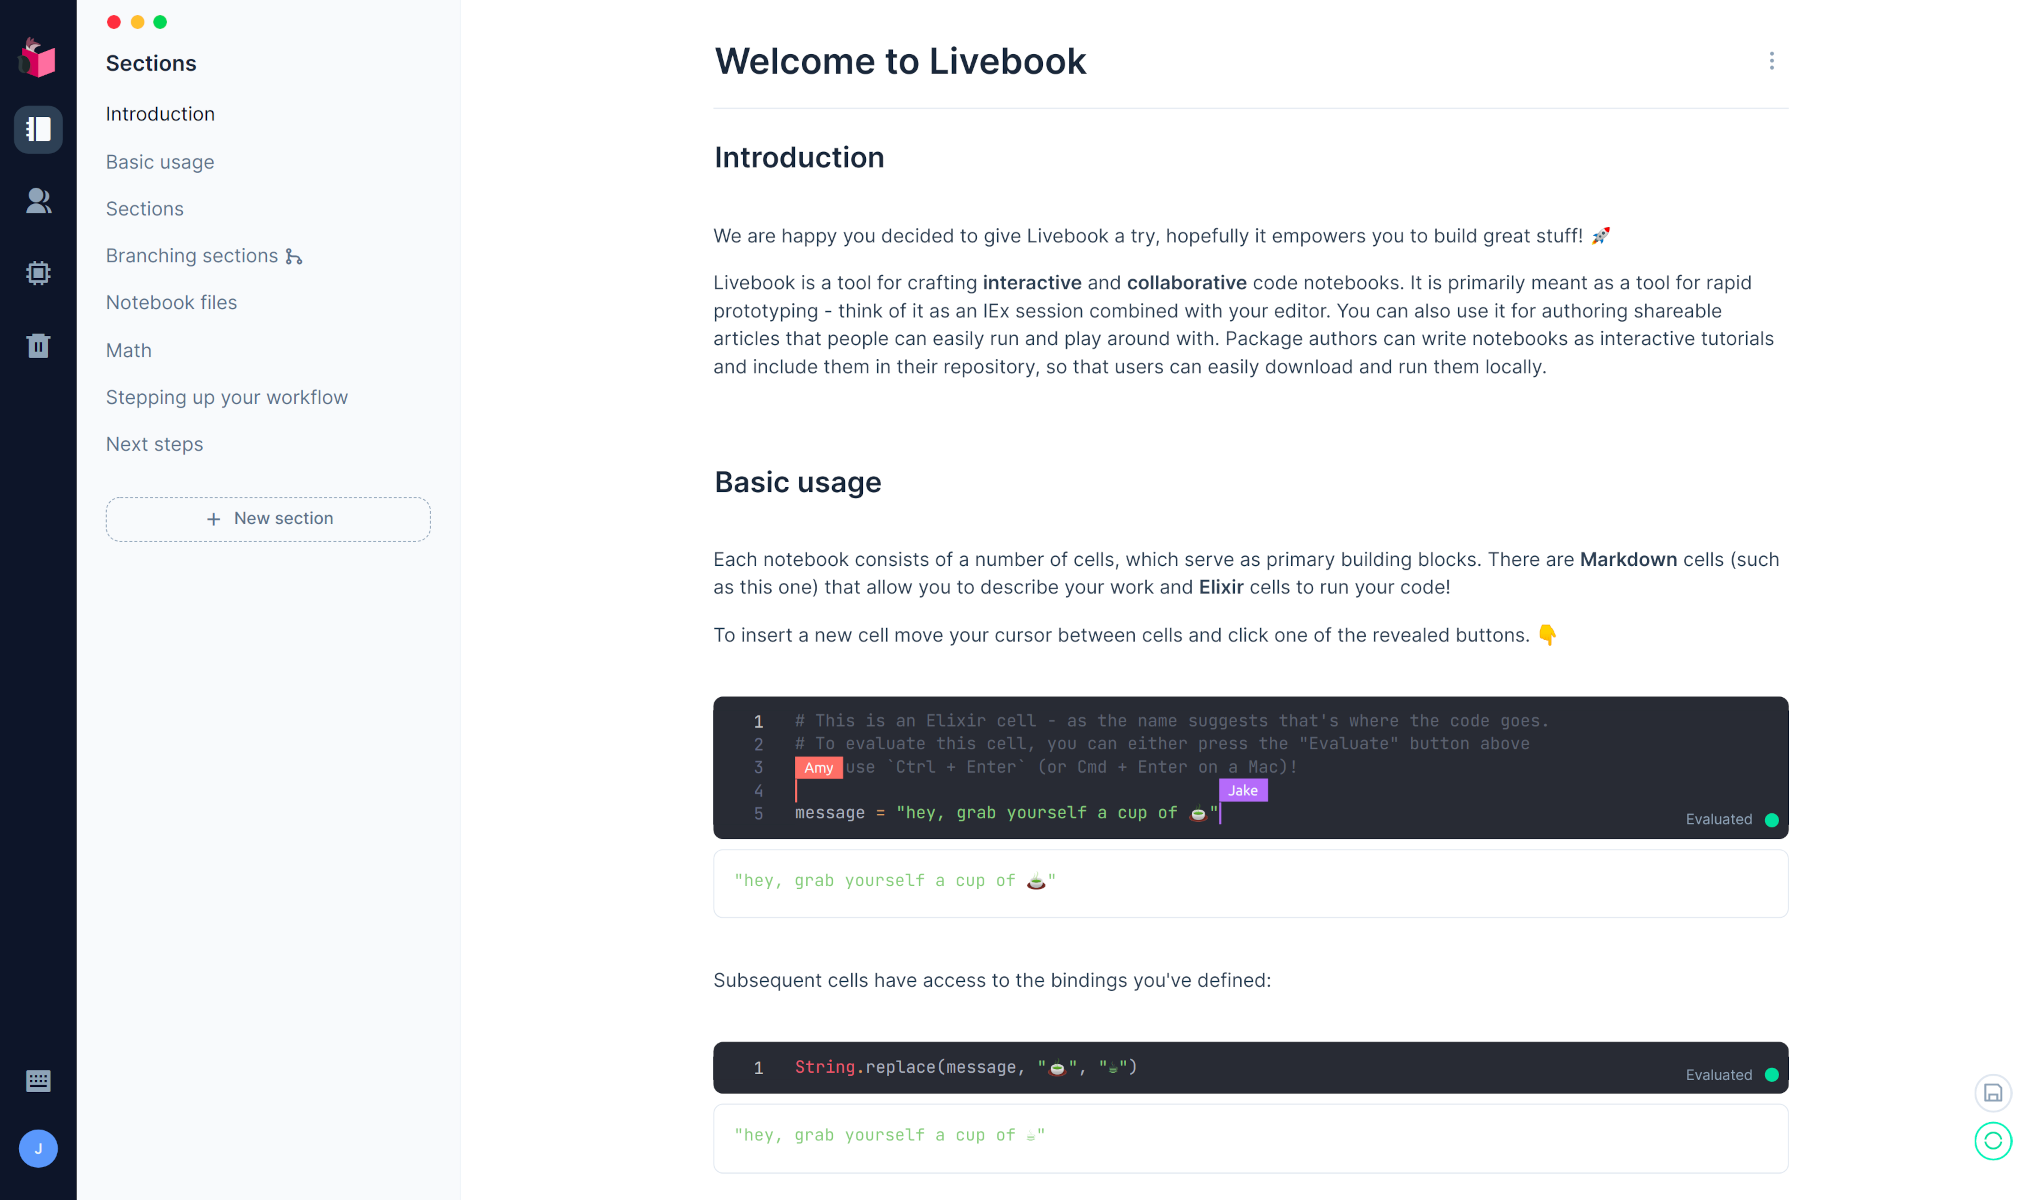 Sections
Introduction
Basic usage
Sections
Branching sections
Notebook files
Math
Stepping up your workflow
Next steps
+ New section
J
Welcome to Livebook
Introduction
We are happy you decided to give Livebook a try, hopefully it empowers you to build great stuff! 🚀
Livebook is a tool for crafting interactive and collaborative code notebooks. It is primarily meant as a tool for rapid
prototyping - think of it as an IEx session combined with your editor. You can also use it for authoring shareable
articles that people can easily run and play around with. Package authors can write notebooks as interactive tutorials
and include them in their repository, so that users can easily download and run them locally.
Basic usage
Each notebook consists of a number of cells, which serve as primary building blocks. There are Markdown cells (such
as this one) that allow you to describe your work and Elixir cells to run your code!
To insert a new cell move your cursor between cells and click one of the revealed buttons. 👇
1 # This is an Elixir cell - as the name suggests that's where the code goes.
2 # To evaluate this cell, you can either press the "Evaluate" button above
3 Amy use `Ctrl + Enter` (or Cmd + Enter on a Mac)!
4 Jake
5 message = "hey, grab yourself a cup of 🍵"
Evaluated
"hey, grab yourself a cup of 🍵"
Subsequent cells have access to the bindings you've defined:
1 String.replace(message, "🍵", "☕")
Evaluated
"hey, grab yourself a cup of ☕"